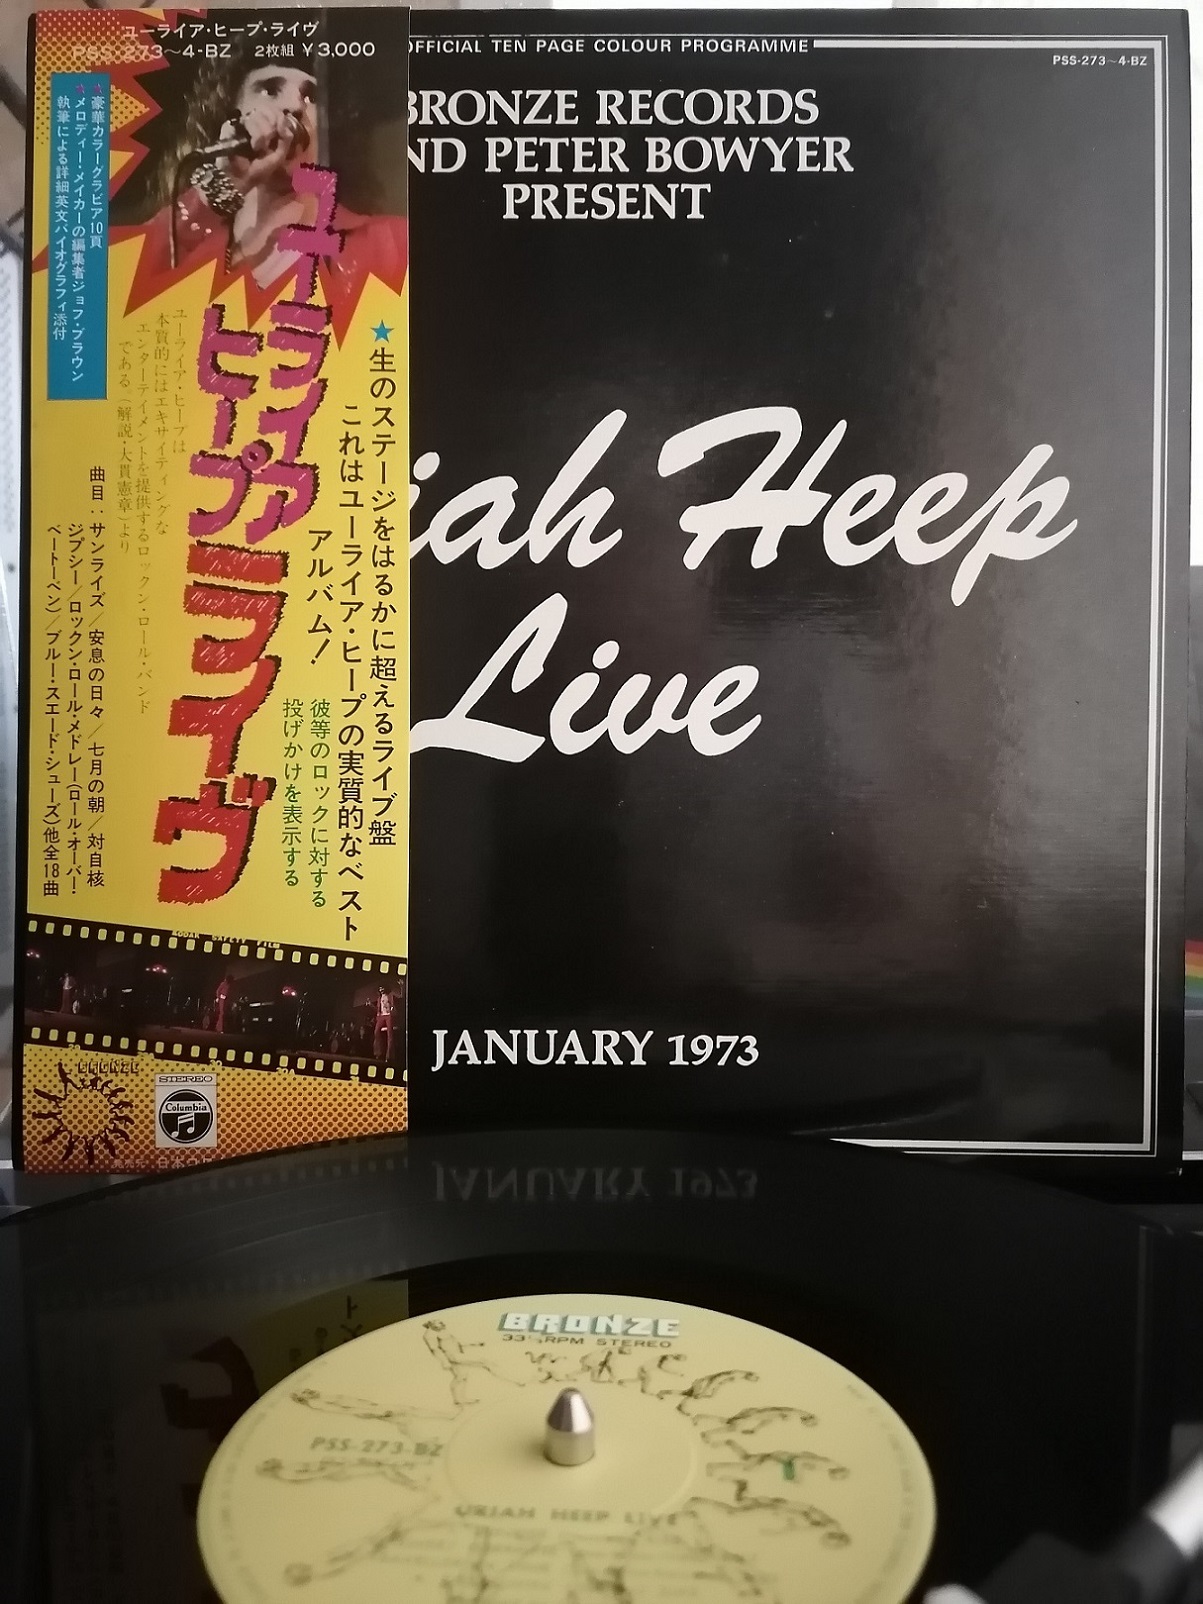 ユーライア・ヒープ・ライヴ
PSS-273〜4-BZ 2枚組 ¥3,000
★豪華カラーグラビア10頁
★メロディー・メイカーの編集者ジョフ・ブラウン
執筆による詳細英文バイオグラフィ添付
ユーライア
ヒープ
ライヴ
★生のステージをはるかに超えるライブ盤
これはユーライア・ヒープの実質的なベスト
アルバム!
彼等のロックに対する
投げかけを表示する
ユーライア・ヒープは
本質的にはエキサイティングな
エンターテイメントを提供するロックン・ロール・バンド
である。(解説・大貫憲章)より
曲目:サンライズ/安息の日々/七月の朝/対自核
ジプシー/ロックン・ロール・メドレー(ロール・オーバー・
ベートーベン)/ブルー・スエード・シューズ)他全18曲
KODAK SAFETY FILM
BRONZE
STEREO
Columbia
発売元
OFFICIAL TEN PAGE COLOUR PROGRAMME
PSS-273〜4-BZ
BRONZE RECORDS
ND PETER BOWYER
PRESENT
iah Heep
Live
JANUARY 1973
BRONZE
33⅓RPM STEREO
PSS-273-BZ
URIAH HEEP LIVE